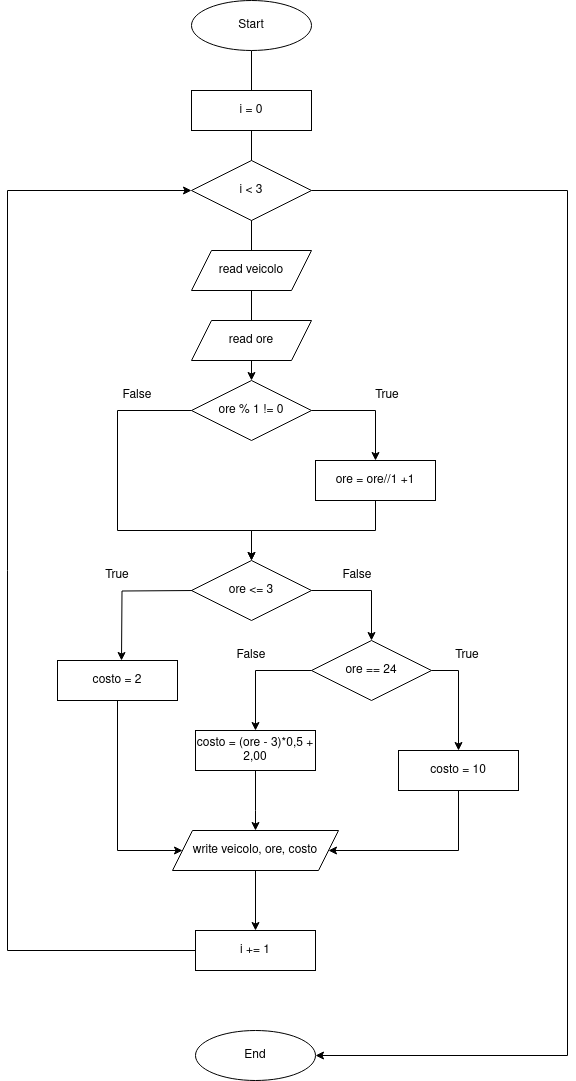 Start
i = 0
i < 3
read veicolo
read ore
False
True
ore % 1 != 0
ore = ore//1 +1
True
False
ore <= 3
False
True
ore == 24
costo = 2
costo = (ore - 3)*0,5 +
2,00
costo = 10
write veicolo, ore, costo
i += 1
End